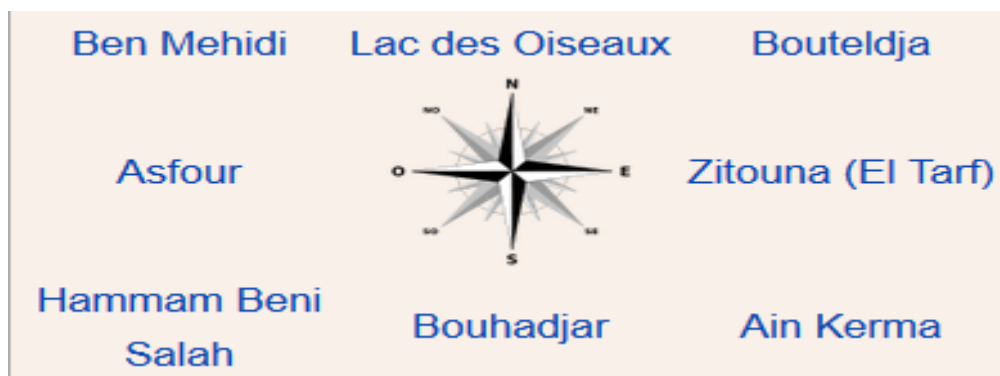 Ben Mehidi Lac des Oiseaux Bouteldja
N
NO NE
Asfour O E Zitouna (El Tarf)
SO SE
S
Hammam Beni
Salah
Bouhadjar Ain Kerma